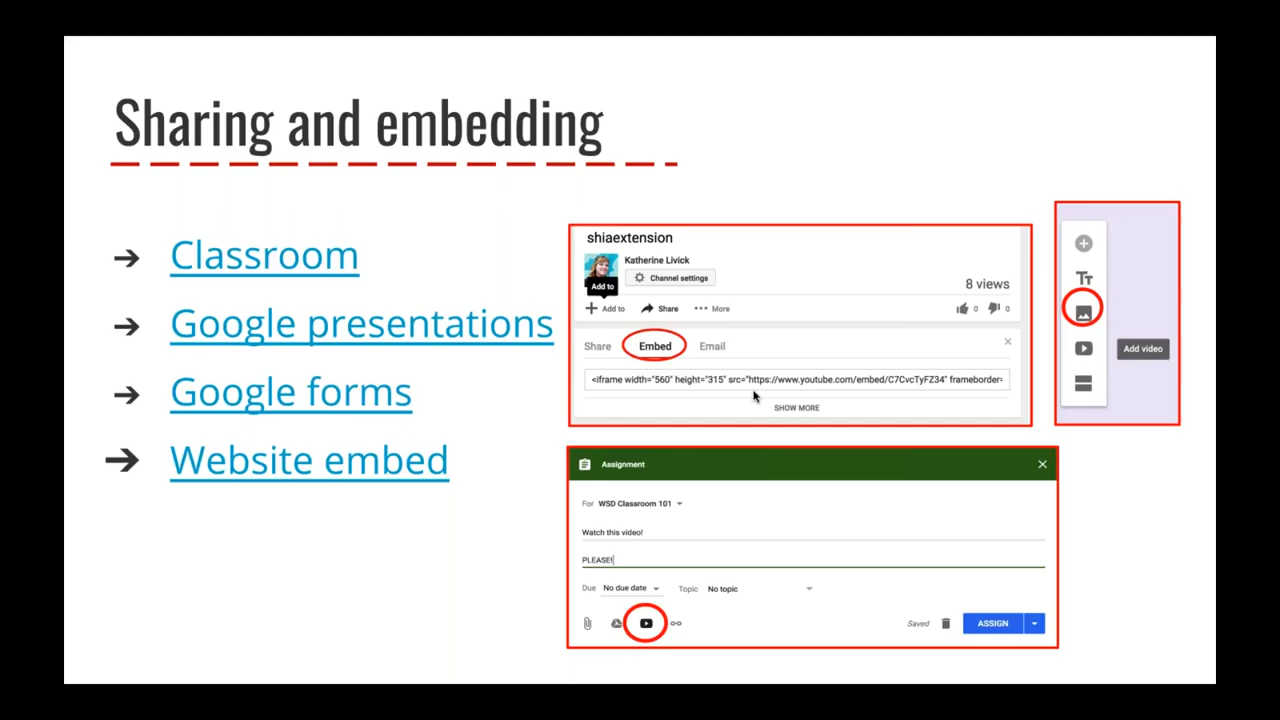 Sharing and embedding
➔ Classroom
➔ Google presentations
➔ Google forms
➔ Website embed
shiaextension
Katherine Livick
Channel settings
Add to
8 views
Add to Share ••• More 0 0
Share Embed Email
<iframe width="560" height="315" src="https://www.youtube.com/embed/C7CvcTyFZ34" frameborder=
SHOW MORE
Tт
Add video
Assignment
For WSD Classroom 101
Watch this video!
PLEASE!
Due No due date Topic No topic
Saved ASSIGN